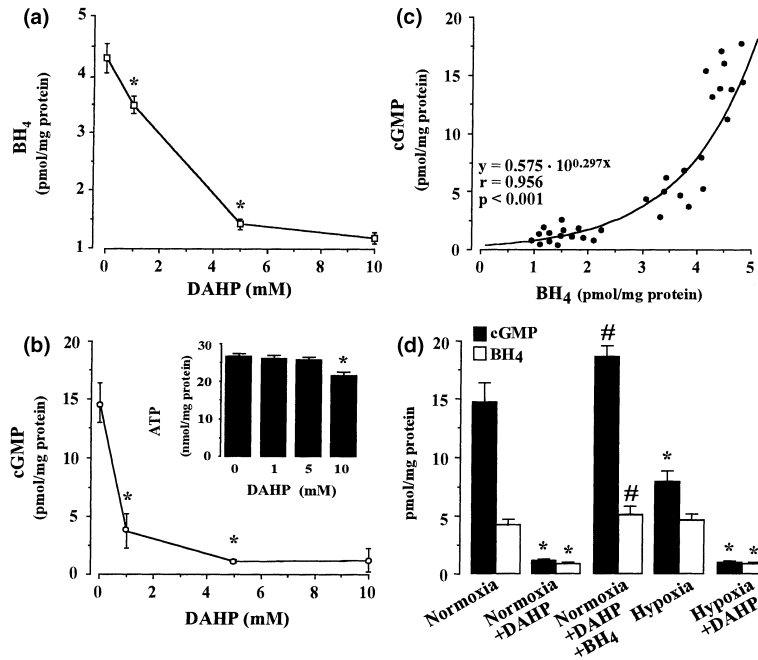 (a)
5
4
3
2
1
BH4
(pmol/mg protein)
*
*
0 2 4 6 8 10
DAHP (mM)
(c)
20
15
10
5
0
cGMP
(pmol/mg protein)
y = 0.575 · 10^0.297x
r = 0.956
p < 0.001
0 1 2 3 4 5
BH4 (pmol/mg protein)
(b)
20
15
10
5
0
cGMP
(pmol/mg protein)
*
*
0 2 4 6 8 10
DAHP (mM)
30
20
10
0
ATP
(nmol/mg protein)
*
0 1 5 10
DAHP (mM)
(d)
cGMP
BH4
20
15
10
5
0
pmol/mg protein
#
#
*
* *
* *
Normoxia
Normoxia
+DAHP
Normoxia
+DAHP
+BH4
Hypoxia
Hypoxia
+DAHP